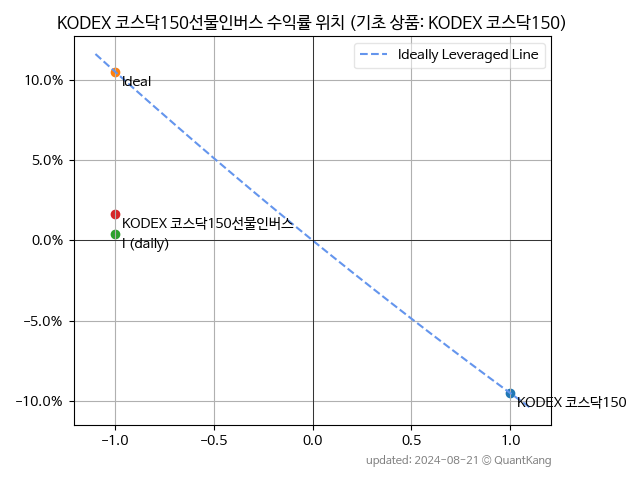 KODEX 코스닥150선물인버스 수익률 위치 (기초 상품: KODEX 코스닥150)
Ideally Leveraged Line
10.0%
Ideal
5.0%
KODEX 코스닥150선물인버스
I (daily)
0.0%
−5.0%
−10.0%
KODEX 코스닥150
−1.0 −0.5 0.0 0.5 1.0
updated: 2024-08-21 © QuantKang